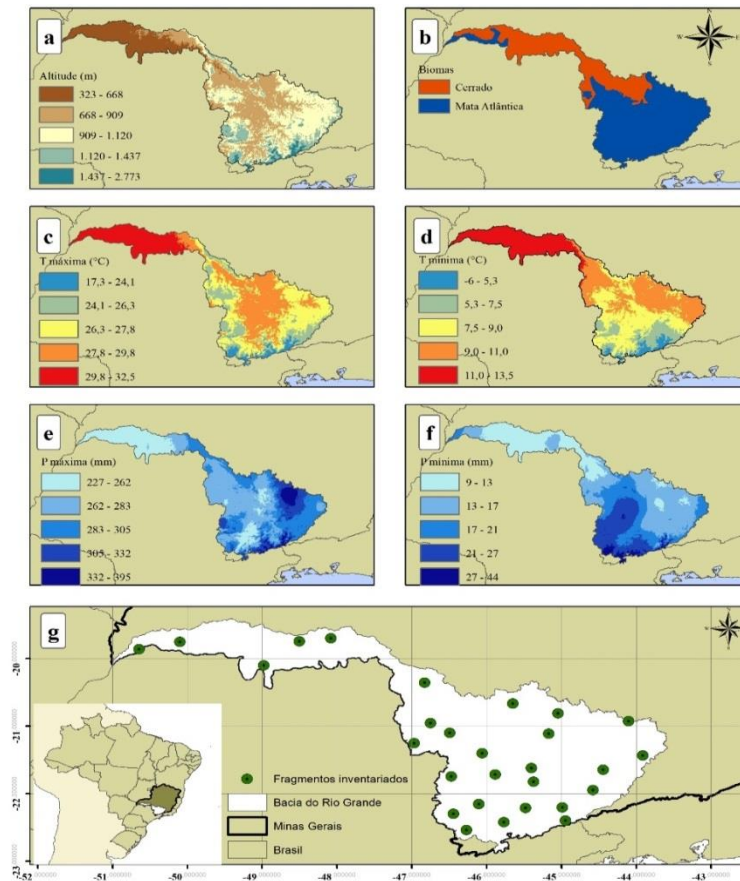 a
Altitude (m)
323 - 668
668 - 909
909 - 1.120
1.120 - 1.437
1.437 - 2.773
b
N
W
E
S
Biomas
Cerrado
Mata Atlântica
c
T máxima (°C)
17,3 - 24,1
24,1 - 26,3
26,3 - 27,8
27,8 - 29,8
29,8 - 32,5
d
T mínima (°C)
-6 - 5,3
5,3 - 7,5
7,5 - 9,0
9,0 - 11,0
11,0 - 13,5
e
P máxima (mm)
227 - 262
262 - 283
283 - 305
305 - 332
332 - 395
f
P mínima (mm)
9 - 13
13 - 17
17 - 21
21 - 27
27 - 44
g
-20
-21
-22
-23
Fragmentos inventariados
Bacia do Rio Grande
Minas Gerais
Brasil
-52 -51 -50 -49 -48 -47 -46 -45 -44 -43